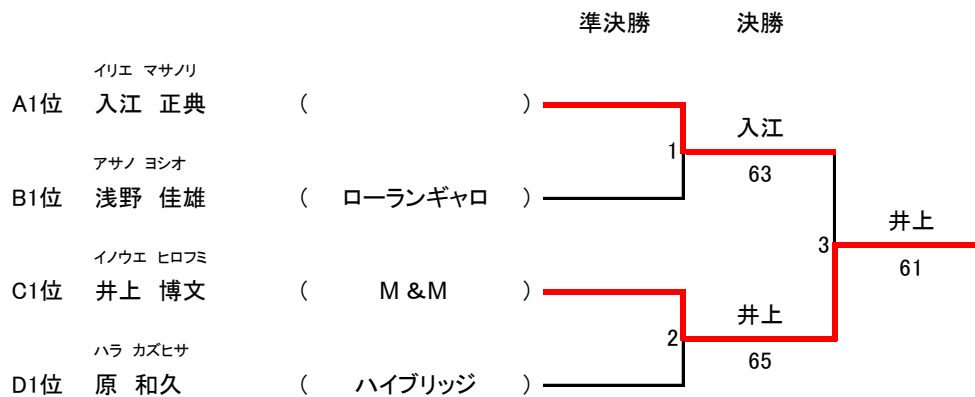 準決勝 決勝
イリエ マサノリ
A1位 入江 正典 ( )
入江
1
63
アサノ ヨシオ
B1位 浅野 佳雄 ( ローランギャロ )
井上
3
61
イノウエ ヒロフミ
C1位 井上 博文 ( M &M )
井上
2
65
ハラ カズヒサ
D1位 原 和久 ( ハイブリッジ )